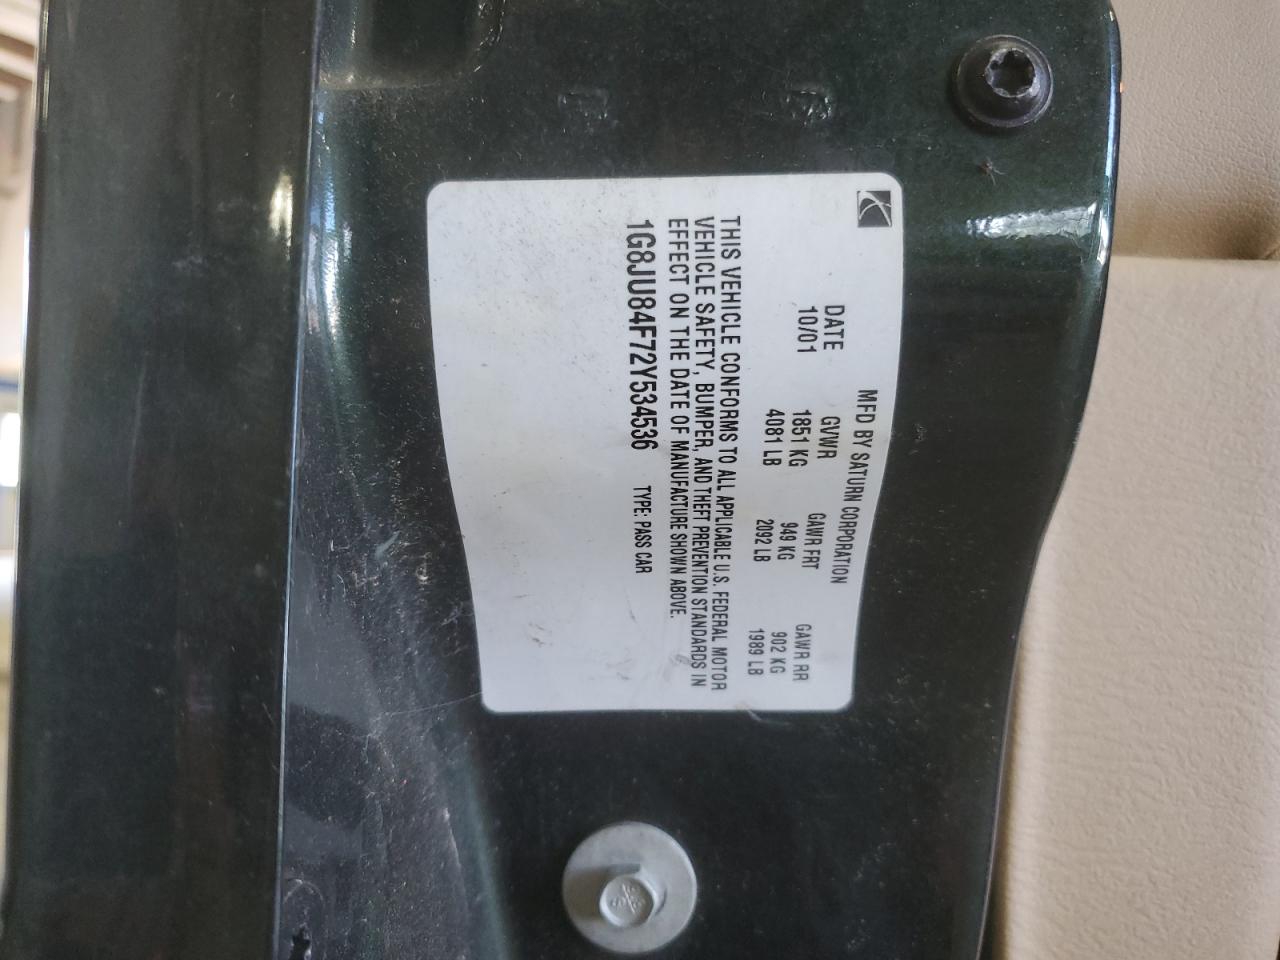 MFD BY SATURN CORPORATION
DATE GVWR GAWR FRT GAWR RR
10/01 1851 KG 949 KG 902 KG
4081 LB 2092 LB 1989 LB
THIS VEHICLE CONFORMS TO ALL APPLICABLE U.S. FEDERAL MOTOR
VEHICLE SAFETY, BUMPER, AND THEFT PREVENTION STANDARDS IN
EFFECT ON THE DATE OF MANUFACTURE SHOWN ABOVE.
1G8JU84F72Y534536 TYPE: PASS CAR